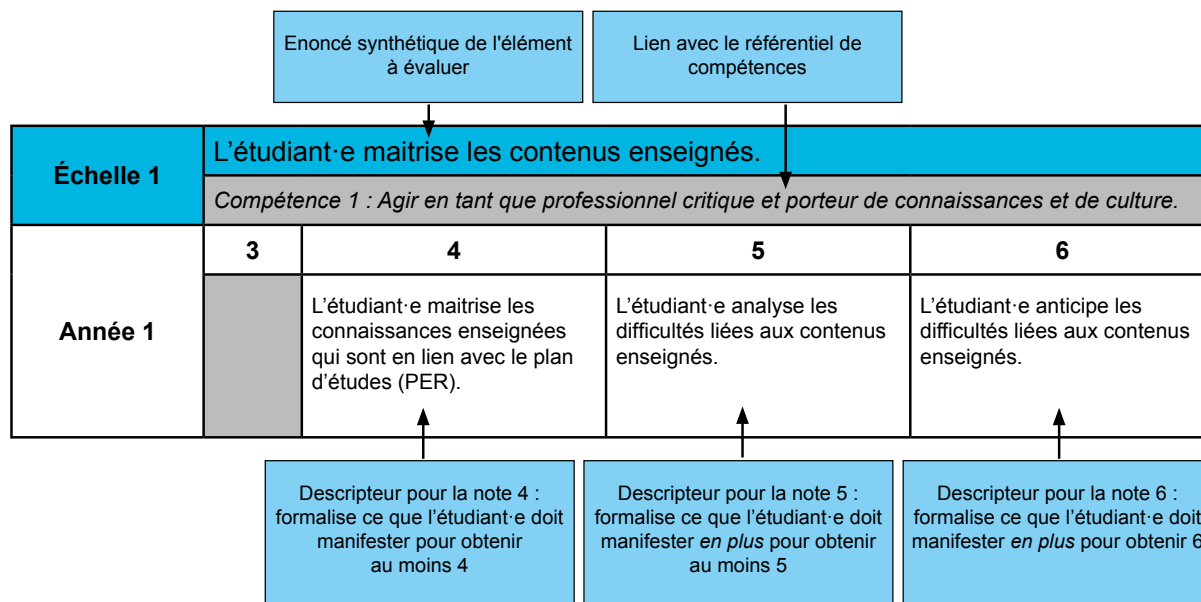 Enoncé synthétique de l'élément
à évaluer
Lien avec le référentiel de
compétences
Échelle 1
L'étudiant·e maitrise les contenus enseignés.
Compétence 1 : Agir en tant que professionnel critique et porteur de connaissances et de culture.
Année 1
3
4
5
6
L'étudiant·e maitrise les
connaissances enseignées
qui sont en lien avec le plan
d'études (PER).
L'étudiant·e analyse les
difficultés liées aux contenus
enseignés.
L'étudiant·e anticipe les
difficultés liées aux contenus
enseignés.
Descripteur pour la note 4 :
formalise ce que l'étudiant·e doit
manifester pour obtenir
au moins 4
Descripteur pour la note 5 :
formalise ce que l'étudiant·e doit
manifester en plus pour obtenir
au moins 5
Descripteur pour la note 6 :
formalise ce que l'étudiant·e doit
manifester en plus pour obtenir 6